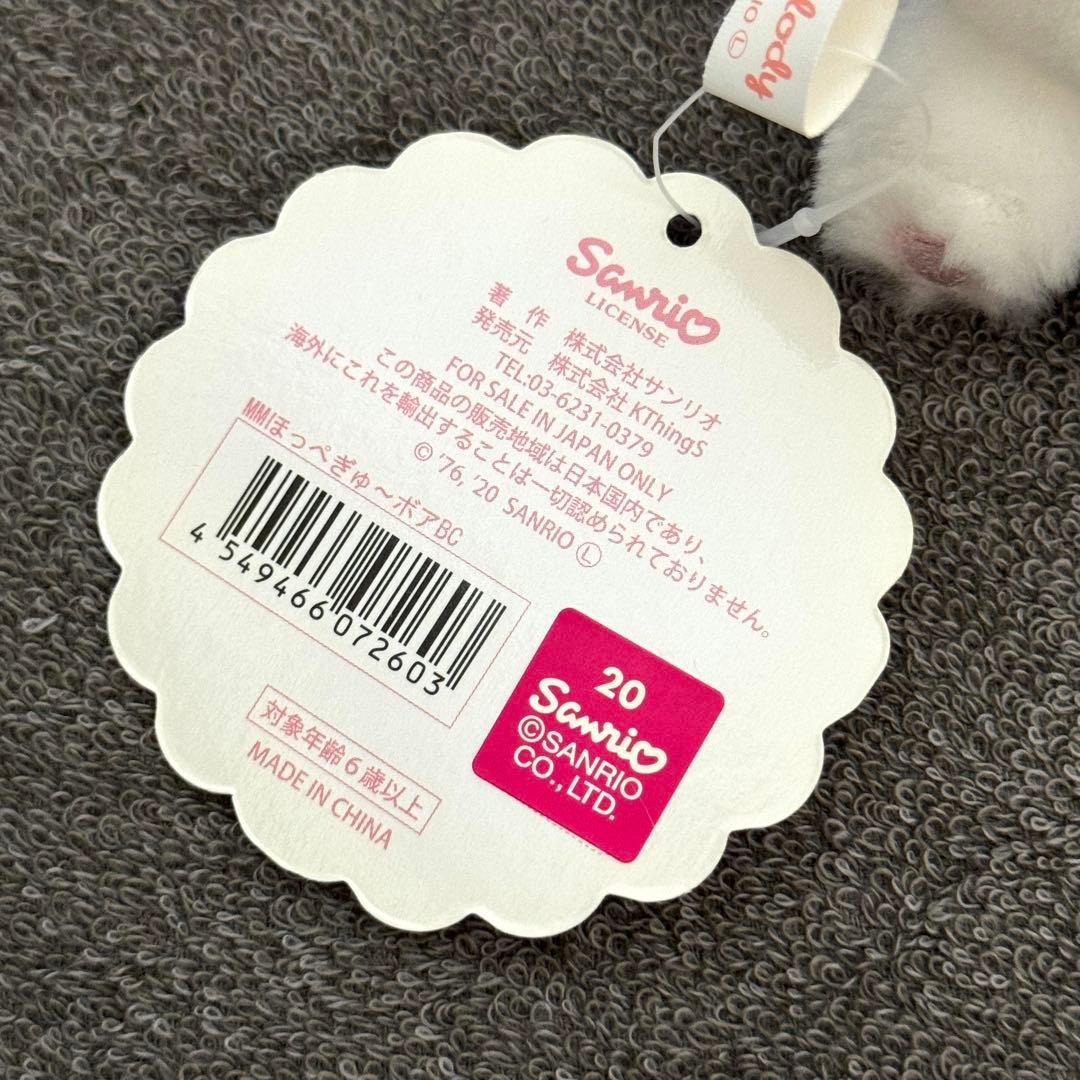 lody
IO Ⓛ
Sanrio
LICENSE
著 作 株式会社サンリオ
発売元 株式会社 KThingS
TEL:03-6231-0379
FOR SALE IN JAPAN ONLY
この商品の販売地域は日本国内であり、
海外にこれを輸出することは一切認められておりません。
© '76, '20 SANRIO Ⓛ
MMほっぺぎゅ～ボアBC
4 549466 072603
20
Sanrio
©SANRIO
CO.,LTD.
対象年齢6歳以上
MADE IN CHINA